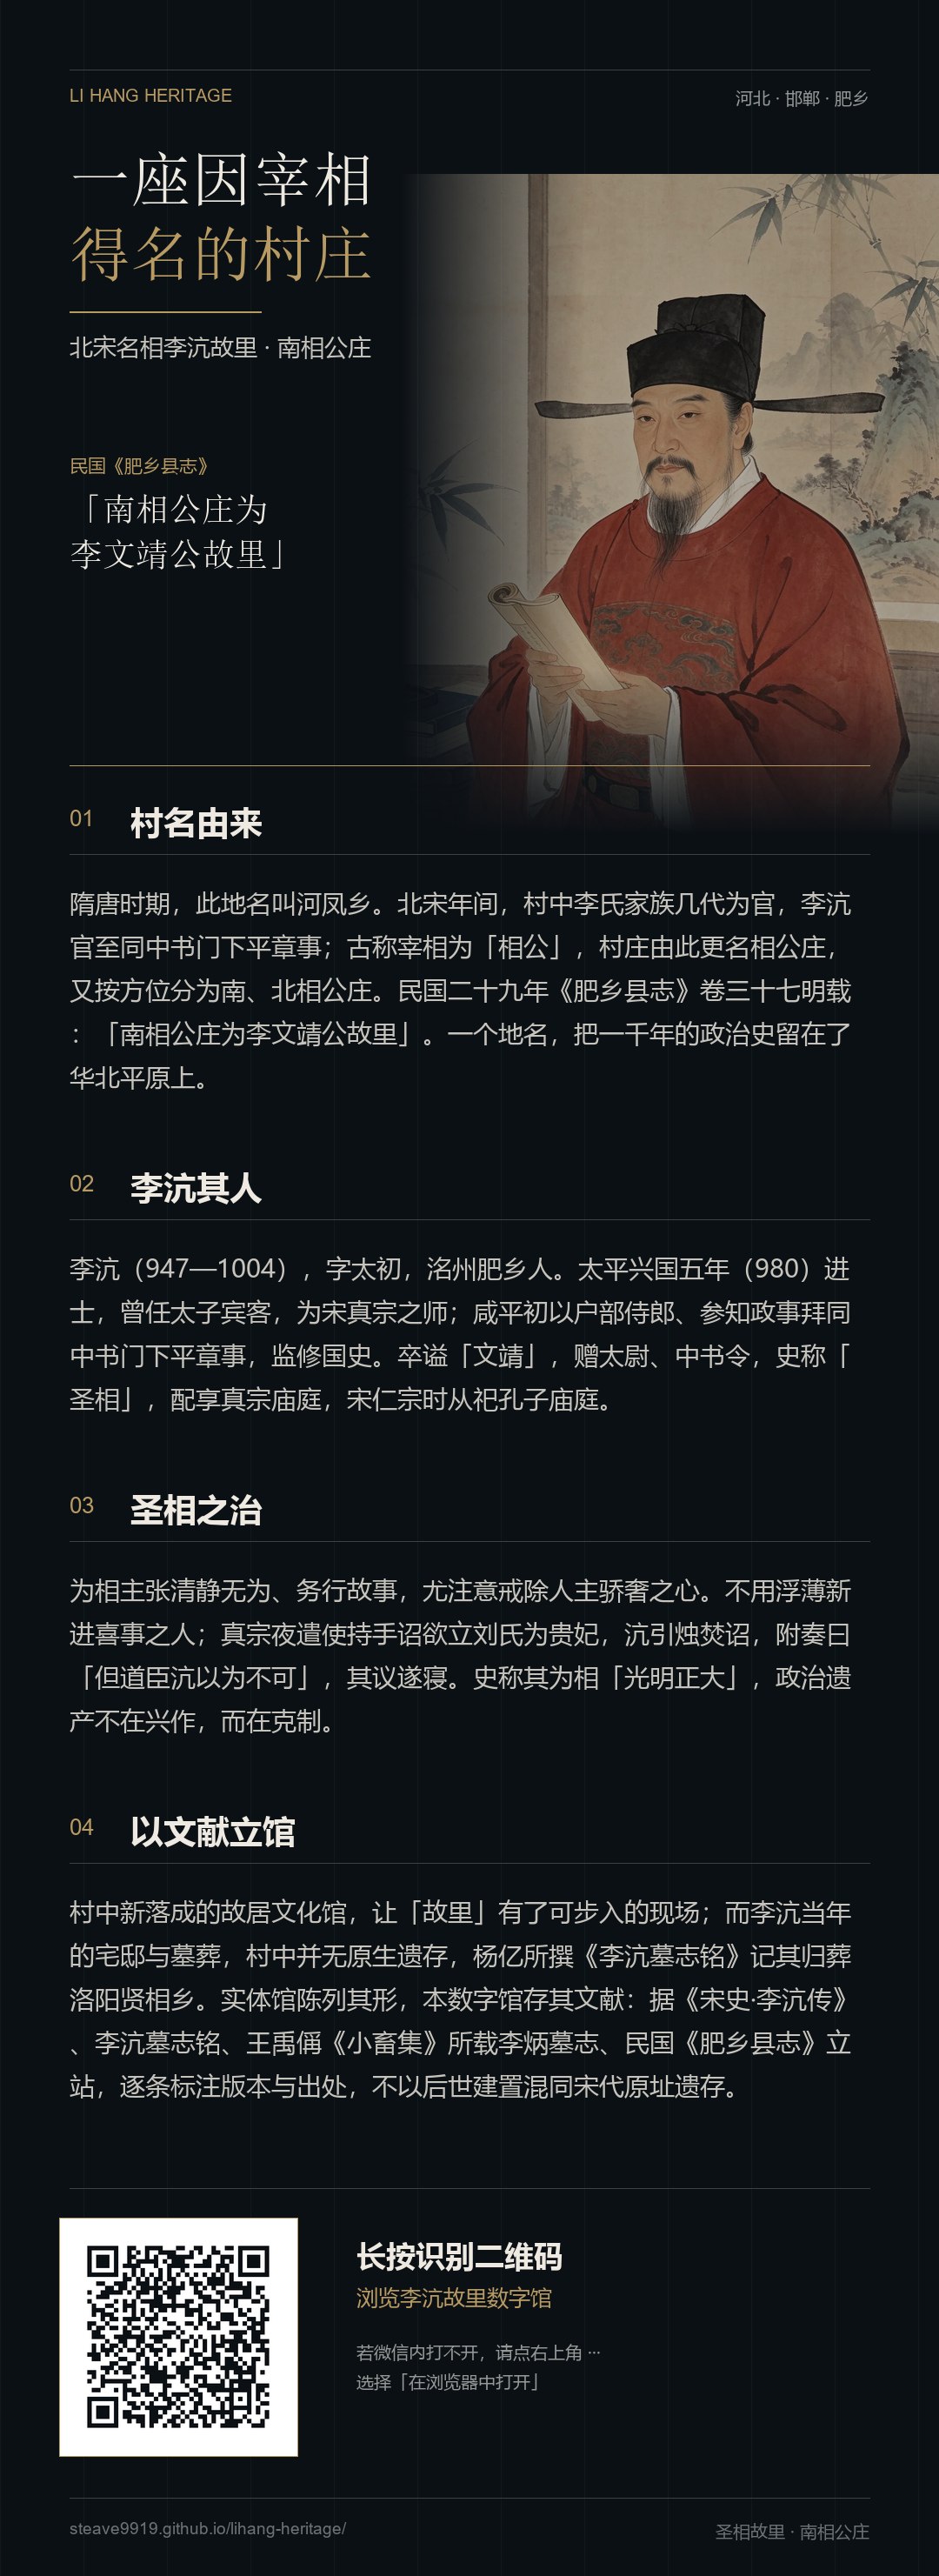 LI HANG HERITAGE
河北 · 邯郸 · 肥乡
一座因宰相
得名的村庄
北宋名相李沆故里 · 南相公庄
民国《肥乡县志》
「南相公庄为
李文靖公故里」
01 村名由来
隋唐时期，此地名叫河凤乡。北宋年间，村中李氏家族几代为官，李沆
官至同中书门下平章事；古称宰相为「相公」，村庄由此更名相公庄，
又按方位分为南、北相公庄。民国二十九年《肥乡县志》卷三十七明载
：「南相公庄为李文靖公故里」。一个地名，把一千年的政治史留在了
华北平原上。
02 李沆其人
李沆（947—1004），字太初，洺州肥乡人。太平兴国五年（980）进
士，曾任太子宾客，为宋真宗之师；咸平初以户部侍郎、参知政事拜同
中书门下平章事，监修国史。卒谥「文靖」，赠太尉、中书令，史称「
圣相」，配享真宗庙庭，宋仁宗时从祀孔子庙庭。
03 圣相之治
为相主张清静无为、务行故事，尤注意戒除人主骄奢之心。不用浮薄新
进喜事之人；真宗夜遣使持手诏欲立刘氏为贵妃，沆引烛焚诏，附奏曰
「但道臣沆以为不可」，其议遂寝。史称其为相「光明正大」，政治遗
产不在兴作，而在克制。
04 以文献立馆
村中新落成的故居文化馆，让「故里」有了可步入的现场；而李沆当年
的宅邸与墓葬，村中并无原生遗存，杨亿所撰《李沆墓志铭》记其归葬
洛阳贤相乡。实体馆陈列其形，本数字馆存其文献：据《宋史·李沆传》
、李沆墓志铭、王禹偁《小畜集》所载李炳墓志、民国《肥乡县志》立
站，逐条标注版本与出处，不以后世建置混同宋代原址遗存。
长按识别二维码
浏览李沆故里数字馆
若微信内打不开，请点右上角 ···
选择「在浏览器中打开」
steave9919.github.io/lihang-heritage/
圣相故里 · 南相公庄